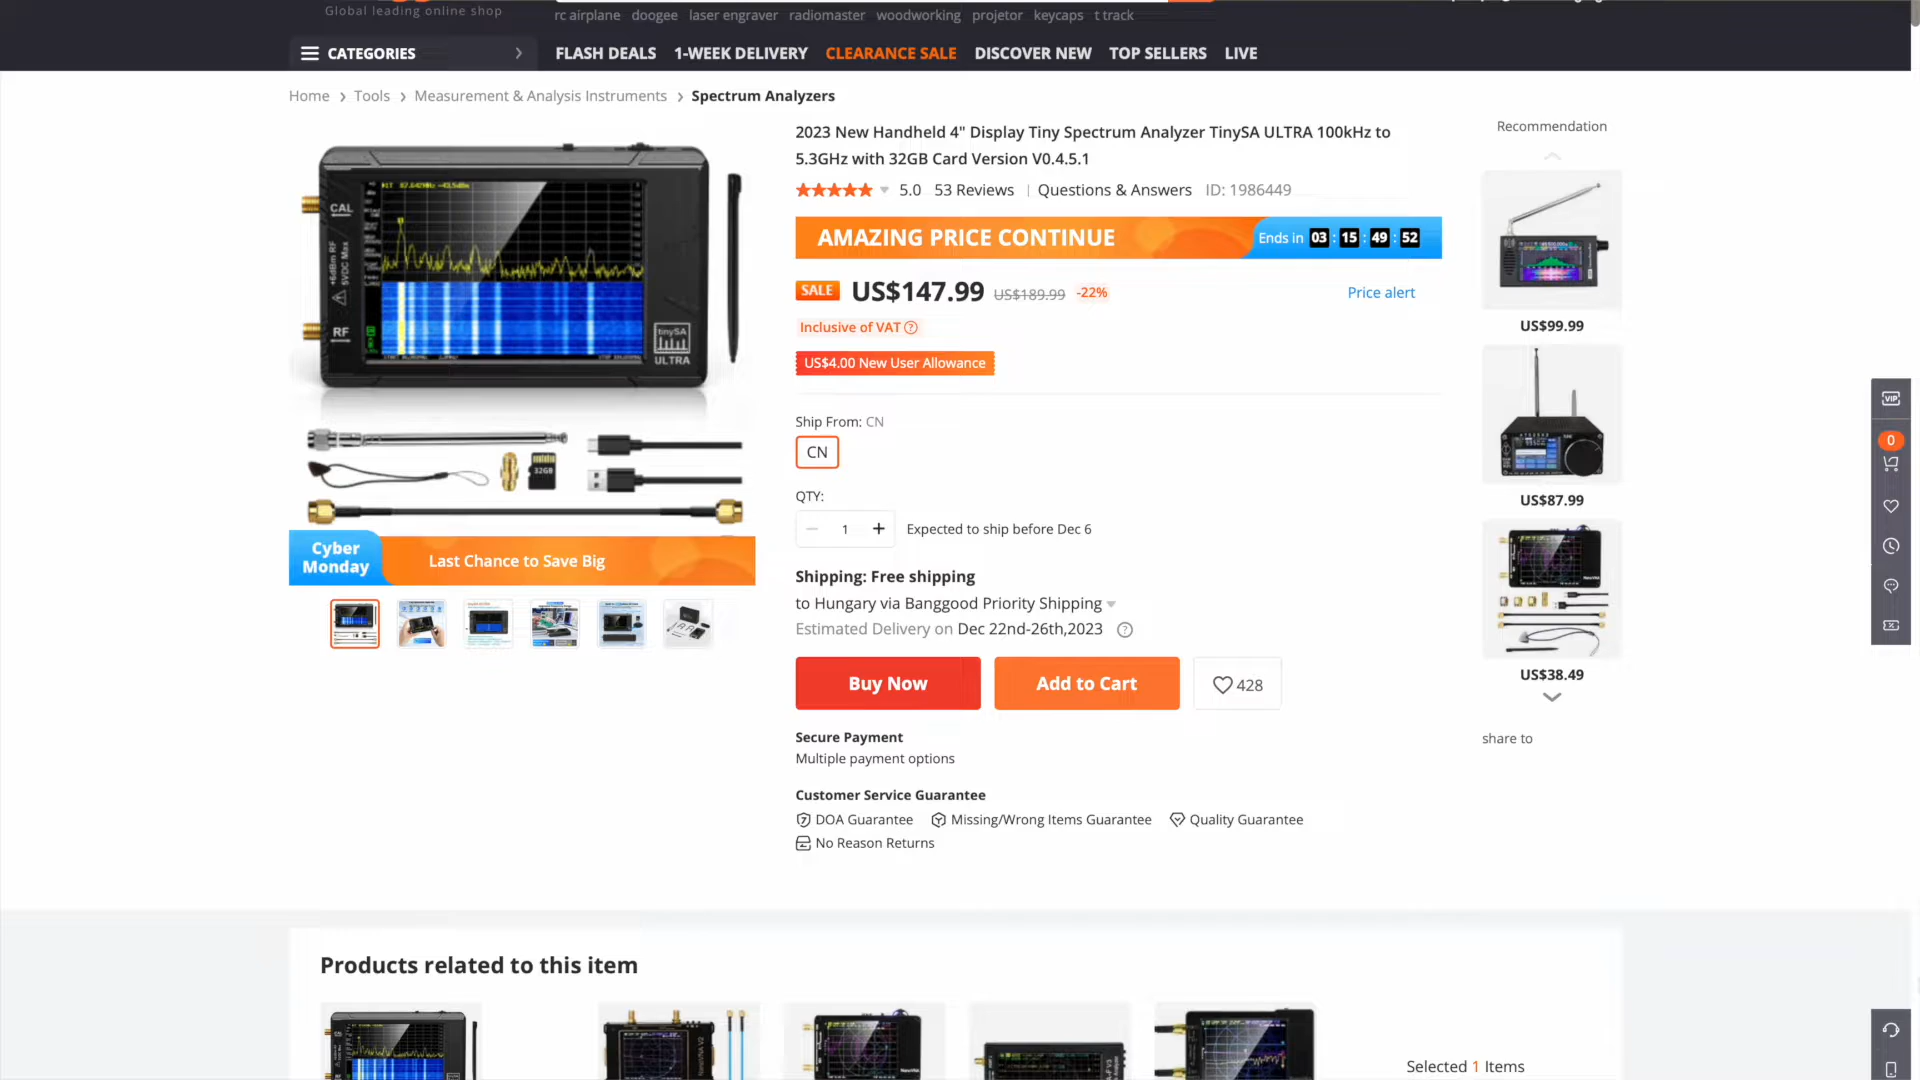 Global leading online shop
rc airplane doogee laser engraver radiomaster woodworking projetor keycaps t track
CATEGORIES
FLASH DEALS 1-WEEK DELIVERY CLEARANCE SALE DISCOVER NEW TOP SELLERS LIVE
Home > Tools > Measurement & Analysis Instruments > Spectrum Analyzers
2023 New Handheld 4" Display Tiny Spectrum Analyzer TinySA ULTRA 100kHz to
5.3GHz with 32GB Card Version V0.4.5.1
5.0 53 Reviews | Questions & Answers ID: 1986449
AMAZING PRICE CONTINUE
Ends in 03 : 15 : 49 : 52
SALE US$147.99 US$189.99 -22%
Price alert
Inclusive of VAT
US$4.00 New User Allowance
Ship From: CN
CN
QTY:
1
Expected to ship before Dec 6
Shipping: Free shipping
to Hungary via Banggood Priority Shipping
Estimated Delivery on Dec 22nd-26th,2023
Buy Now
Add to Cart
428
Secure Payment
Multiple payment options
Customer Service Guarantee
DOA Guarantee
Missing/Wrong Items Guarantee
Quality Guarantee
No Reason Returns
CAL
+6dBm RF
5VDC Max
RF
tinySA
ULTRA
32GB
Cyber
Monday
Last Chance to Save Big
Recommendation
US$99.99
US$87.99
US$38.49
share to
VIP
0
Products related to this item
Selected 1 Items